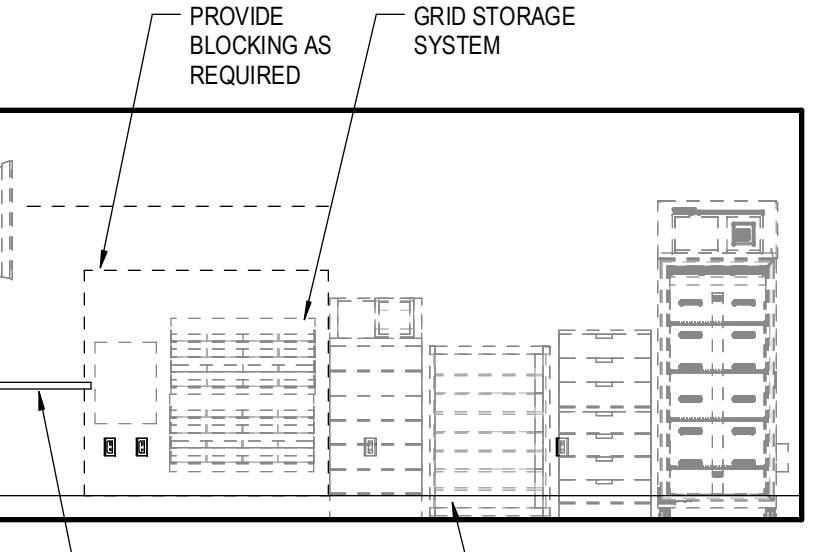 PROVIDE
BLOCKING AS
REQUIRED
GRID STORAGE
SYSTEM